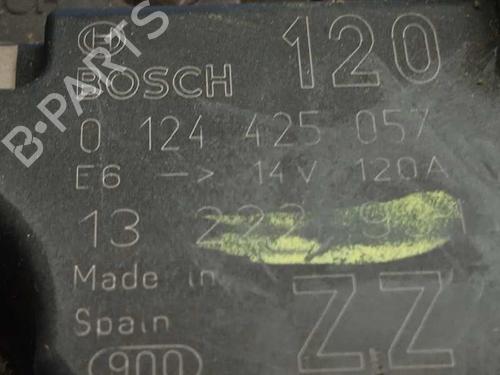 B-PARTS
120
BOSCH
0 124 425 057
E6 -> 14V 120A
13 222
Made in
Spain
ZZ
900